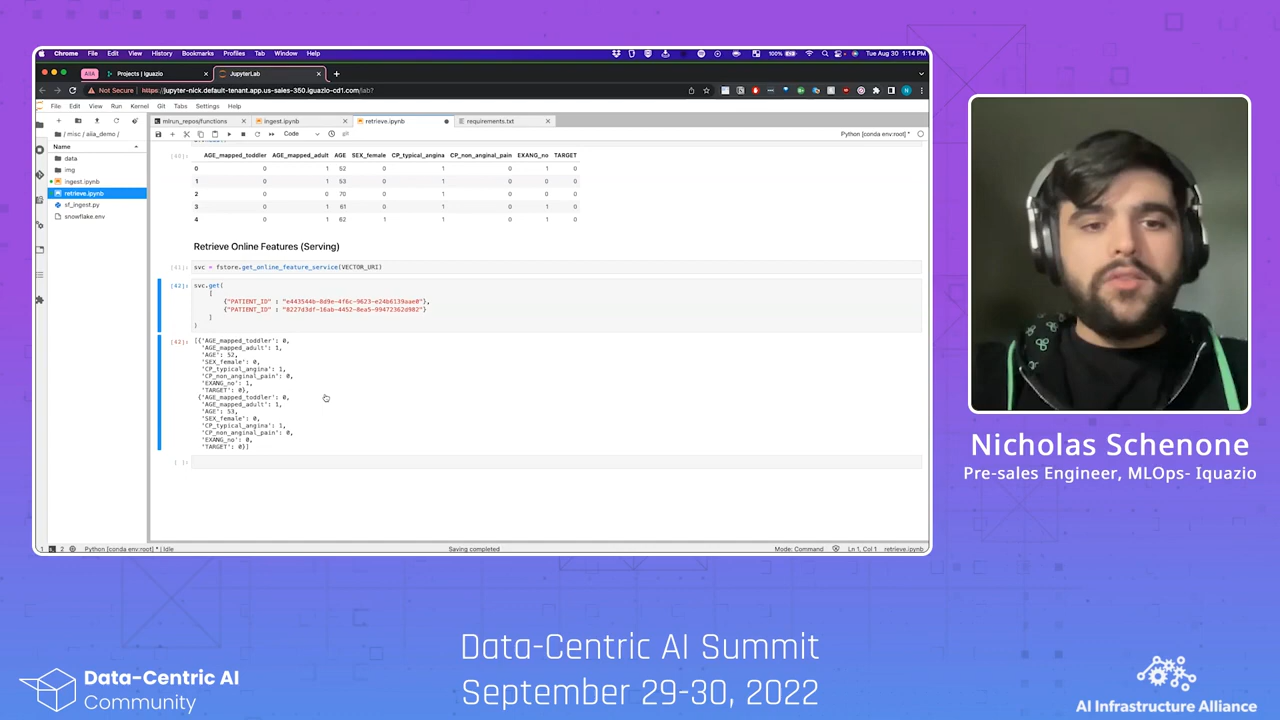 Chrome File Edit View History Bookmarks Profiles Tab Window Help
100% Tue Aug 30 1:14 PM
AIIA Projects | iguazio JupyterLab
Not Secure https://jupyter-nick.default-tenant.app.us-sales-350.iguazio-cd1.com/lab?
File Edit View Run Kernel Git Tabs Settings Help
mlrun_repos/functions ingest.ipynb retrieve.ipynb requirements.txt
Code Python [conda env:root] *
/ misc / aiia_demo /
Name
data
img
ingest.ipynb
retrieve.ipynb
sf_ingest.py
snowflake.env
[40]: AGE_mapped_toddler AGE_mapped_adult AGE SEX_female CP_typical_angina CP_non_anginal_pain EXANG_no TARGET
0 0 1 52 0 1 0 1 0
1 0 1 53 0 1 0 0 0
2 0 1 70 0 1 0 0 0
3 0 1 61 0 1 0 1 0
4 0 1 62 1 1 0 1 0
Retrieve Online Features (Serving)
[41]: svc = fstore.get_online_feature_service(VECTOR_URI)
[42]: svc.get(
[
{"PATIENT_ID" : "e443544b-8d9e-4f6c-9623-e24b6139aae0"},
{"PATIENT_ID" : "8227d3df-16ab-4452-8ea5-99472362d982"}
]
)
[42]: [{'AGE_mapped_toddler': 0,
'AGE_mapped_adult': 1,
'AGE': 52,
'SEX_female': 0,
'CP_typical_angina': 1,
'CP_non_anginal_pain': 0,
'EXANG_no': 1,
'TARGET': 0},
{'AGE_mapped_toddler': 0,
'AGE_mapped_adult': 1,
'AGE': 53,
'SEX_female': 0,
'CP_typical_angina': 1,
'CP_non_anginal_pain': 0,
'EXANG_no': 0,
'TARGET': 0}]
[ ]:
1 2 Python [conda env:root] * | Idle Saving completed Mode: Command Ln 1, Col 1 retrieve.ipynb
Nicholas Schenone
Pre-sales Engineer, MLOps- Iquazio
Data-Centric AI Summit
September 29-30, 2022
Data-Centric AI
Community
AI Infrastructure Alliance